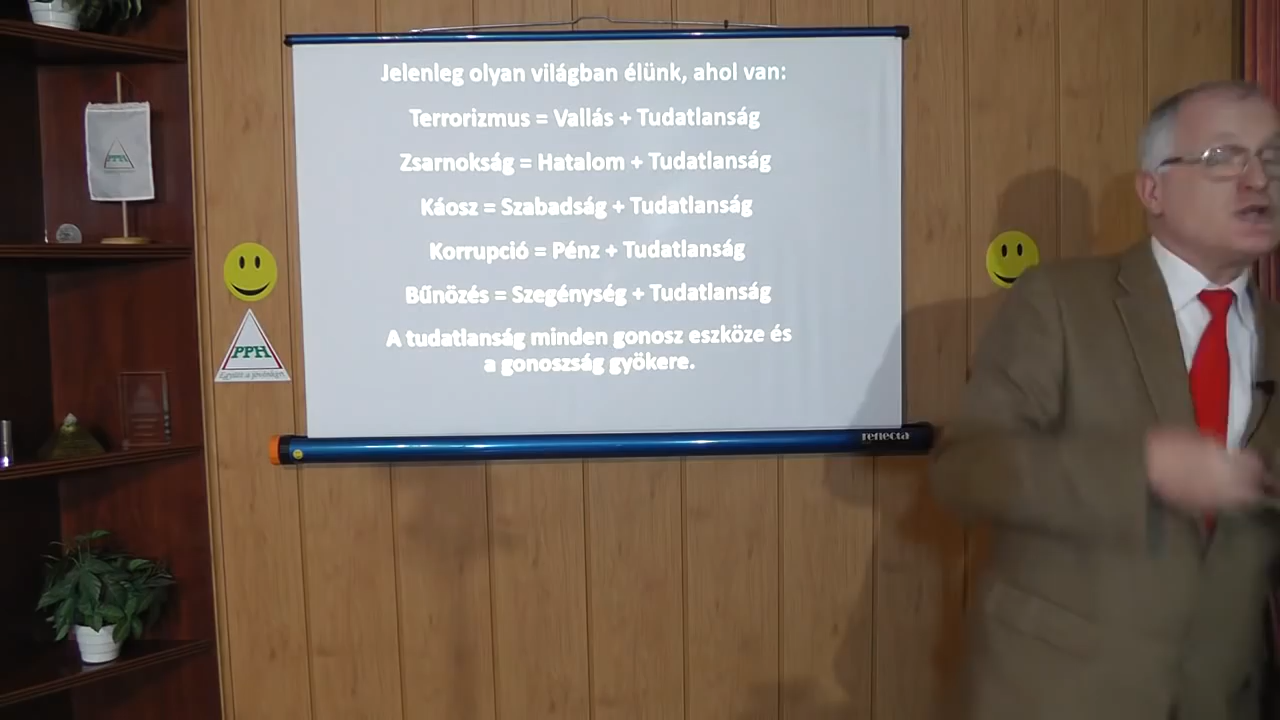 Jelenleg olyan világban élünk, ahol van:
Terrorizmus = Vallás + Tudatlanság
Zsarnokság = Hatalom + Tudatlanság
Káosz = Szabadság + Tudatlanság
Korrupció = Pénz + Tudatlanság
Bűnözés = Szegénység + Tudatlanság
A tudatlanság minden gonosz eszköze és
a gonoszság gyökere.
reflecta
PPH
PPH